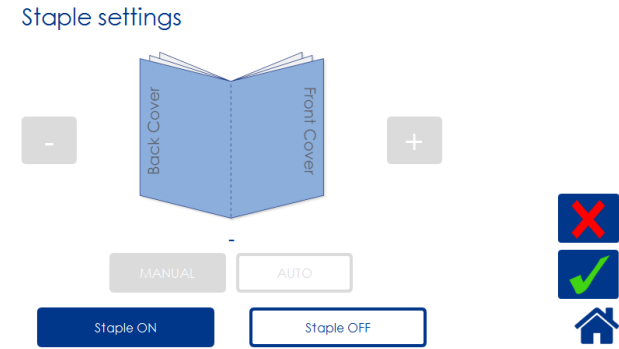 Staple settings
Back Cover
Front Cover
-
+
-
MANUAL
AUTO
Staple ON
Staple OFF